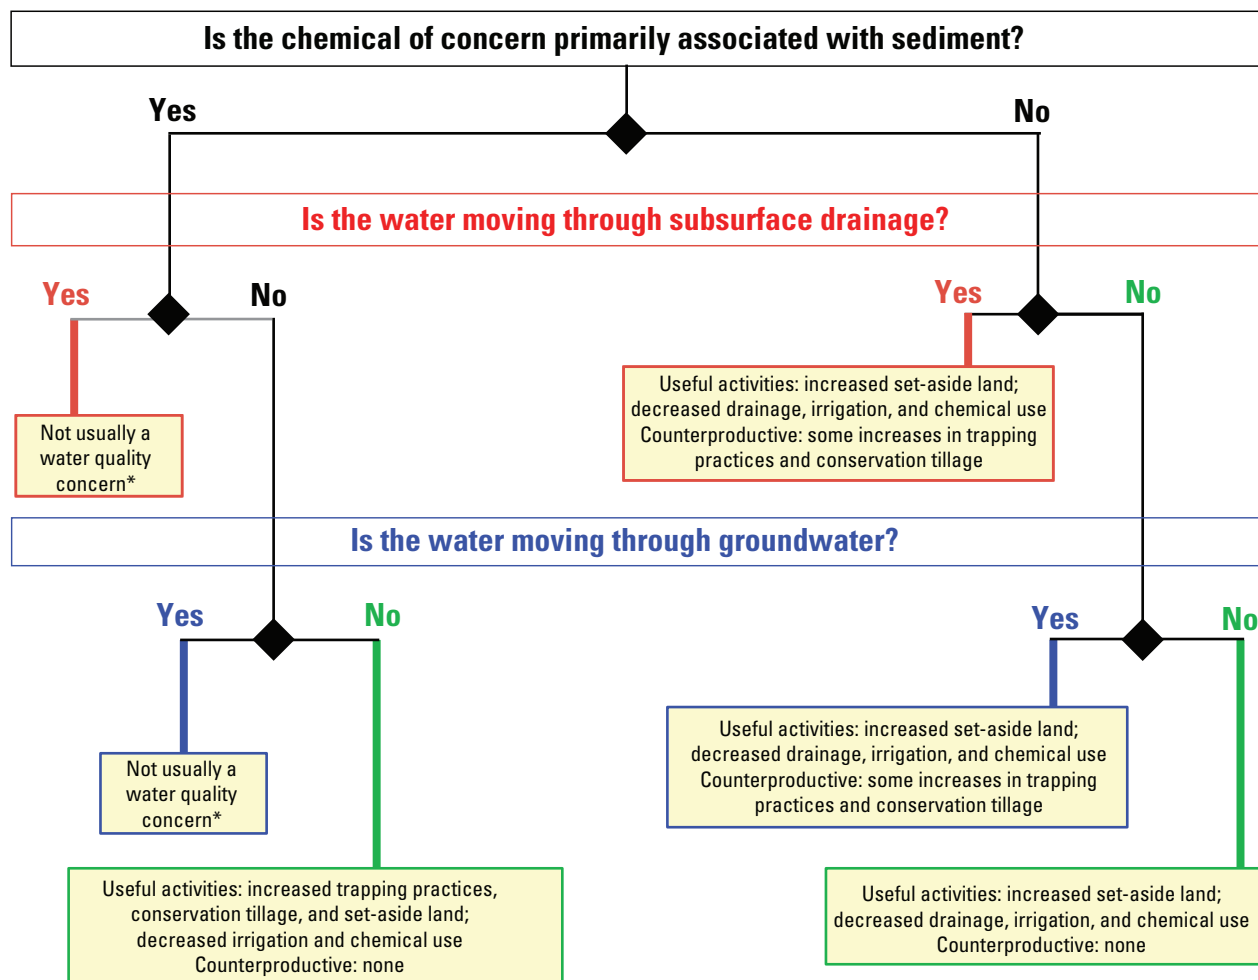 Is the chemical of concern primarily associated with sediment?
Yes
No
Is the water moving through subsurface drainage?
Yes
No
Yes
No
Not usually a
water quality
concern*
Useful activities: increased set-aside land;
decreased drainage, irrigation, and chemical use
Counterproductive: some increases in trapping
practices and conservation tillage
Is the water moving through groundwater?
Yes
No
Yes
No
Not usually a
water quality
concern*
Useful activities: increased set-aside land;
decreased drainage, irrigation, and chemical use
Counterproductive: some increases in trapping
practices and conservation tillage
Useful activities: increased trapping practices,
conservation tillage, and set-aside land;
decreased irrigation and chemical use
Counterproductive: none
Useful activities: increased set-aside land;
decreased drainage, irrigation, and chemical use
Counterproductive: none